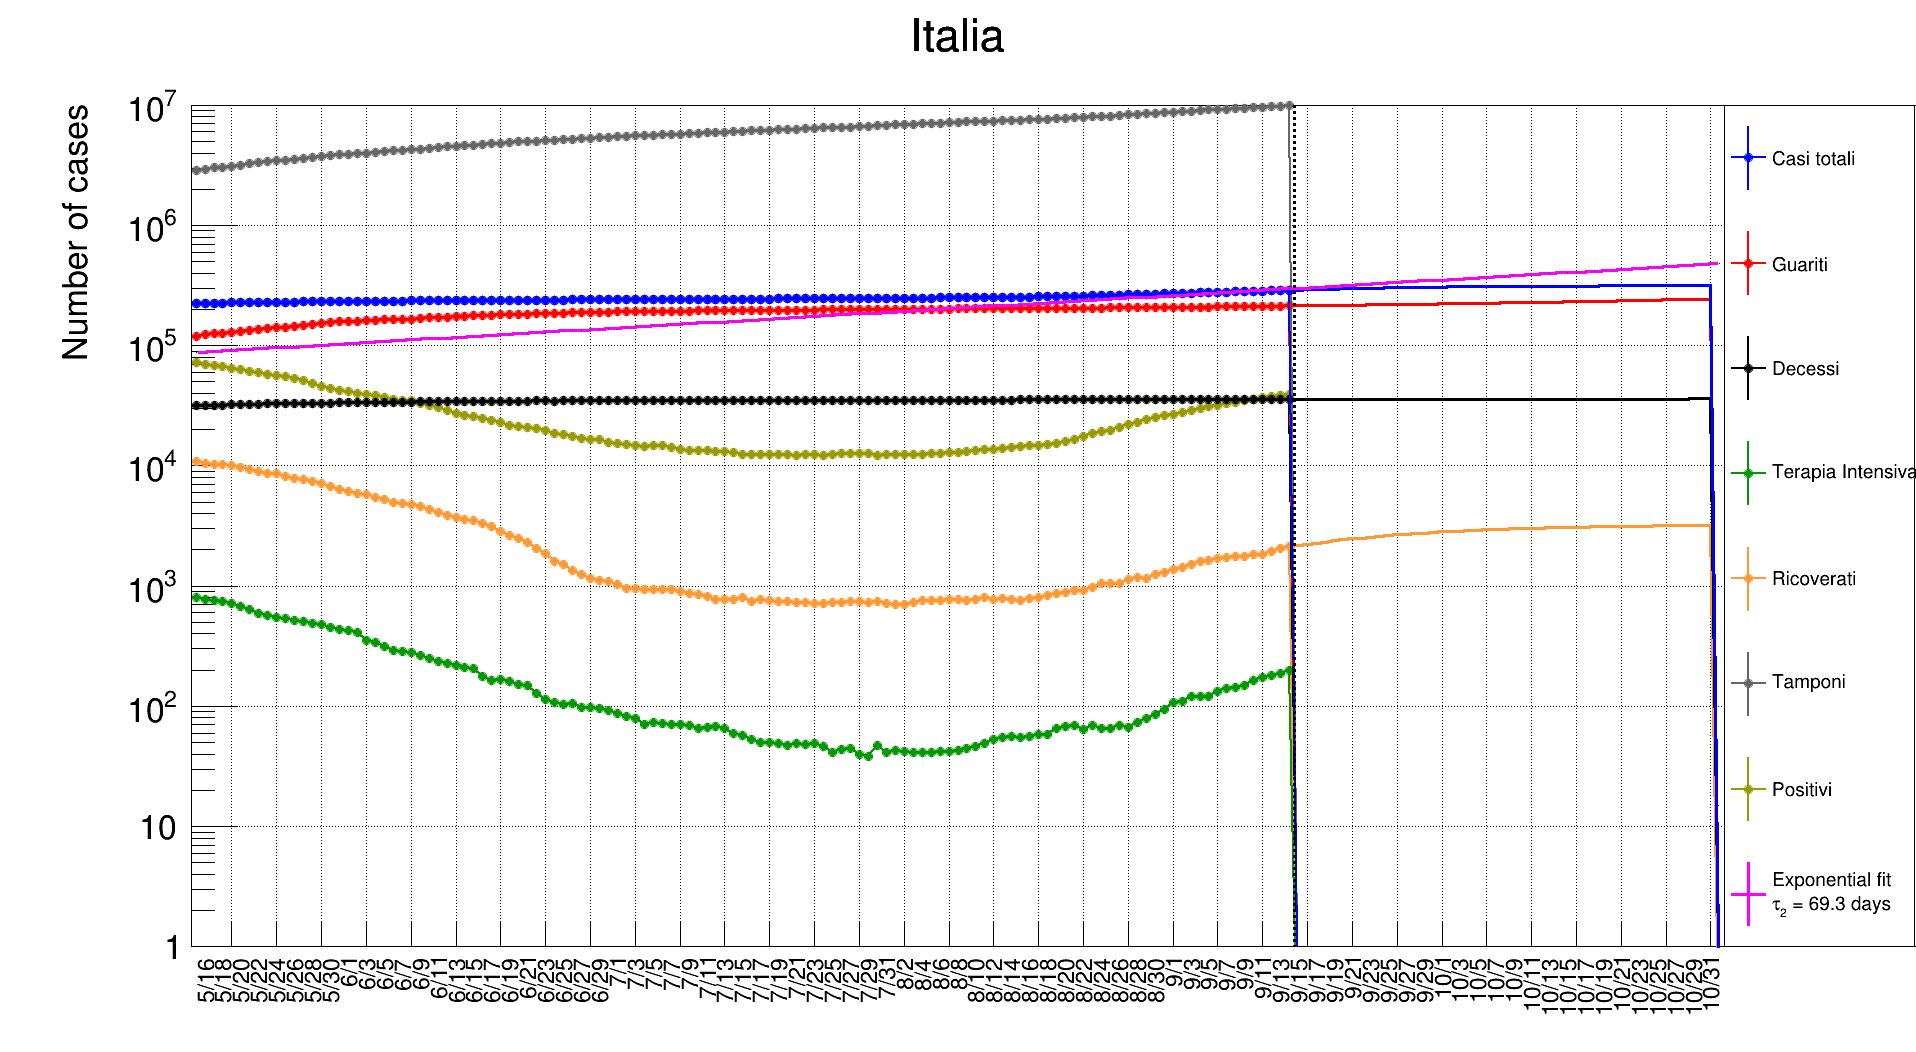 Italia
Number of cases
10^7
10^6
10^5
10^4
10^3
10^2
10
1
5/16 5/18 5/20 5/22 5/24 5/26 5/28 5/30 6/1 6/3 6/5 6/7 6/9 6/11 6/13 6/15 6/17 6/19 6/21 6/23 6/25 6/27 6/29 7/1 7/3 7/5 7/7 7/9 7/11 7/13 7/15 7/17 7/19 7/21 7/23 7/25 7/27 7/29 7/31 8/2 8/4 8/6 8/8 8/10 8/12 8/14 8/16 8/18 8/20 8/22 8/24 8/26 8/28 8/30 9/1 9/3 9/5 9/7 9/9 9/11 9/13 9/15 9/17 9/19 9/21 9/23 9/25 9/27 9/29 10/1 10/3 10/5 10/7 10/9 10/11 10/13 10/15 10/17 10/19 10/21 10/23 10/25 10/27 10/29 10/31
Casi totali
Guariti
Decessi
Terapia Intensiva
Ricoverati
Tamponi
Positivi
Exponential fit
τ₂ = 69.3 days